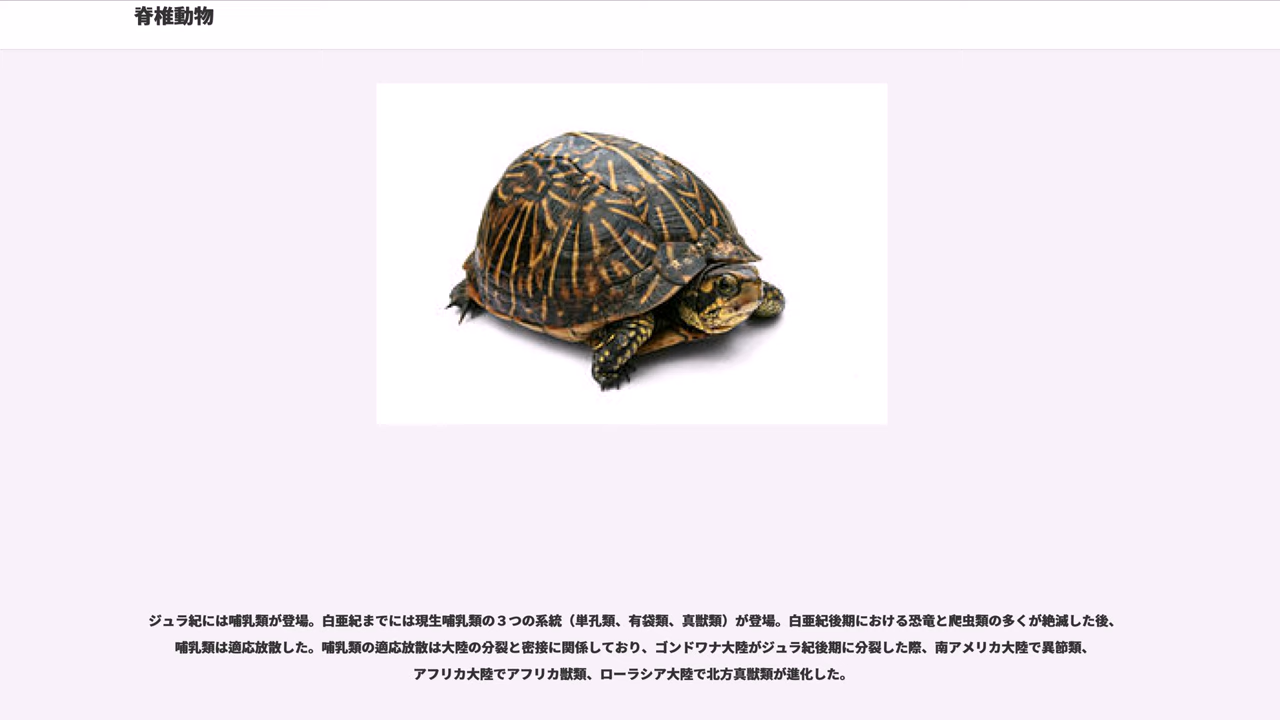 脊椎動物
ジュラ紀には哺乳類が登場。白亜紀までには現生哺乳類の３つの系統（単孔類、有袋類、真獣類）が登場。白亜紀後期における恐竜と爬虫類の多くが絶滅した後、
哺乳類は適応放散した。哺乳類の適応放散は大陸の分裂と密接に関係しており、ゴンドワナ大陸がジュラ紀後期に分裂した際、南アメリカ大陸で異節類、
アフリカ大陸でアフリカ獣類、ローラシア大陸で北方真獣類が進化した。